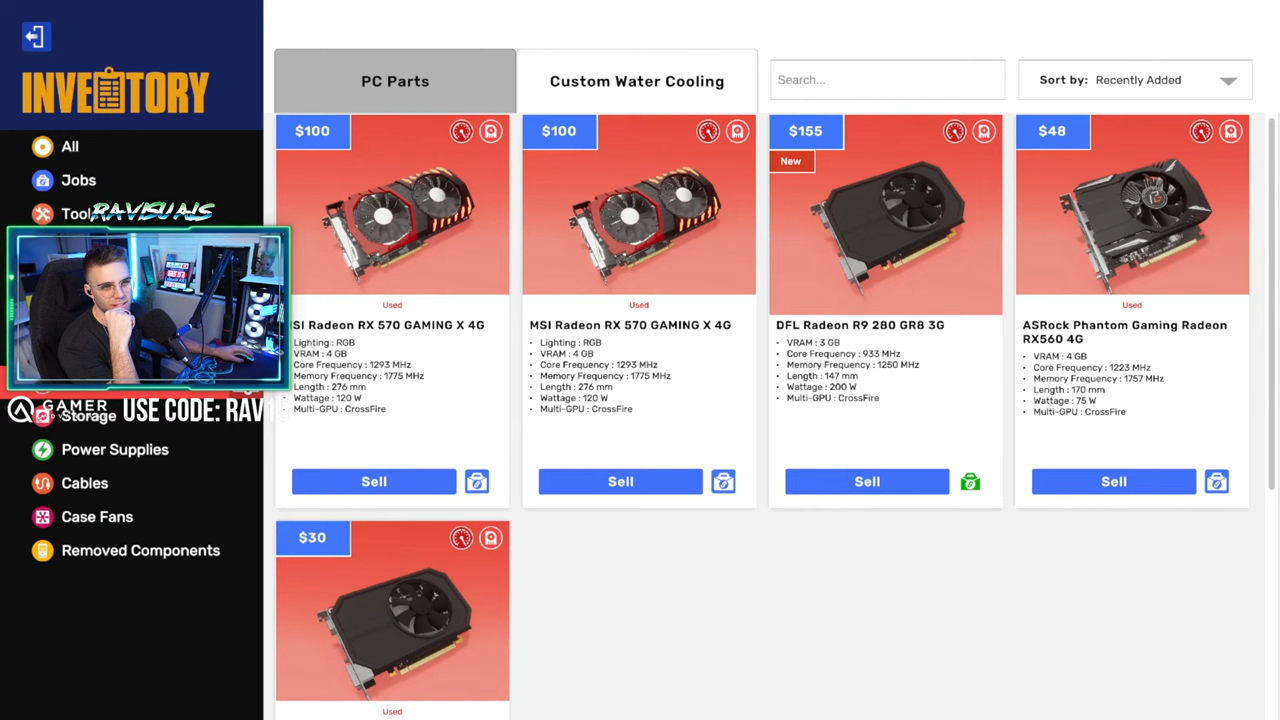 INVENTORY
All
Jobs
RAVISUALS
GAMER
USE CODE: RAV1
Storage
Power Supplies
Cables
Case Fans
Removed Components
PC Parts
Custom Water Cooling
Search...
Sort by: Recently Added
$100
Used
SI Radeon RX 570 GAMING X 4G
Lighting : RGB
VRAM : 4 GB
Core Frequency : 1293 MHz
Memory Frequency : 1775 MHz
Length : 276 mm
Wattage : 120 W
Multi-GPU : CrossFire
Sell
$100
Used
MSI Radeon RX 570 GAMING X 4G
Lighting : RGB
VRAM : 4 GB
Core Frequency : 1293 MHz
Memory Frequency : 1775 MHz
Length : 276 mm
Wattage : 120 W
Multi-GPU : CrossFire
Sell
$155
New
DFL Radeon R9 280 GR8 3G
VRAM : 3 GB
Core Frequency : 933 MHz
Memory Frequency : 1250 MHz
Length : 147 mm
Wattage : 200 W
Multi-GPU : CrossFire
Sell
$48
Used
ASRock Phantom Gaming Radeon
RX560 4G
VRAM : 4 GB
Core Frequency : 1223 MHz
Memory Frequency : 1757 MHz
Length : 170 mm
Wattage : 75 W
Multi-GPU : CrossFire
Sell
$30
Used